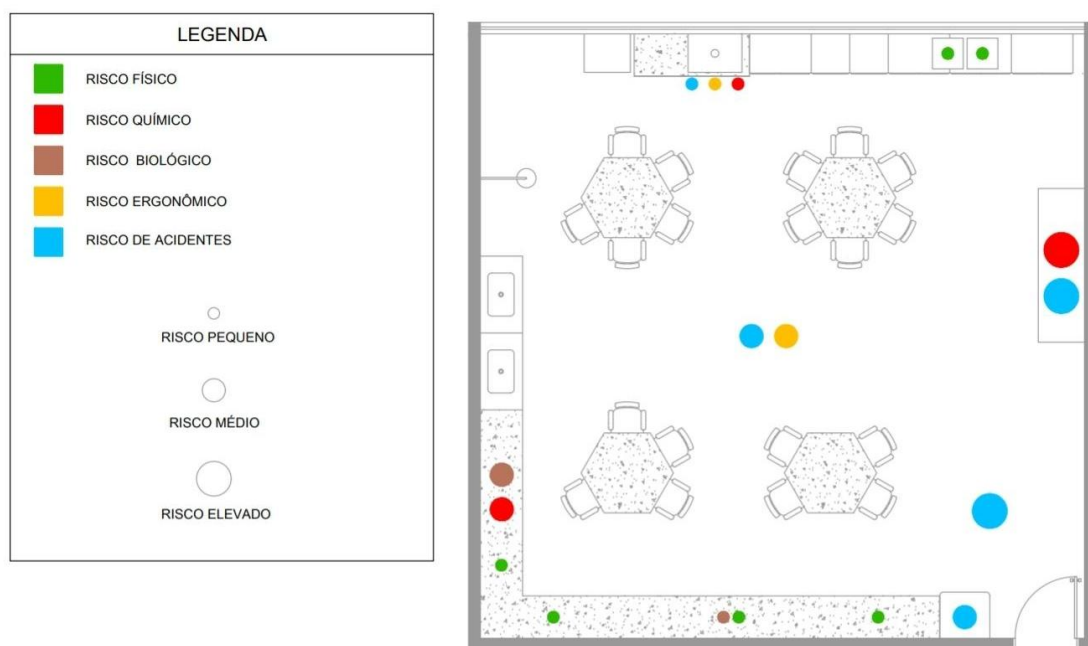 LEGENDA
RISCO FÍSICO
RISCO QUÍMICO
RISCO BIOLÓGICO
RISCO ERGONÔMICO
RISCO DE ACIDENTES
RISCO PEQUENO
RISCO MÉDIO
RISCO ELEVADO